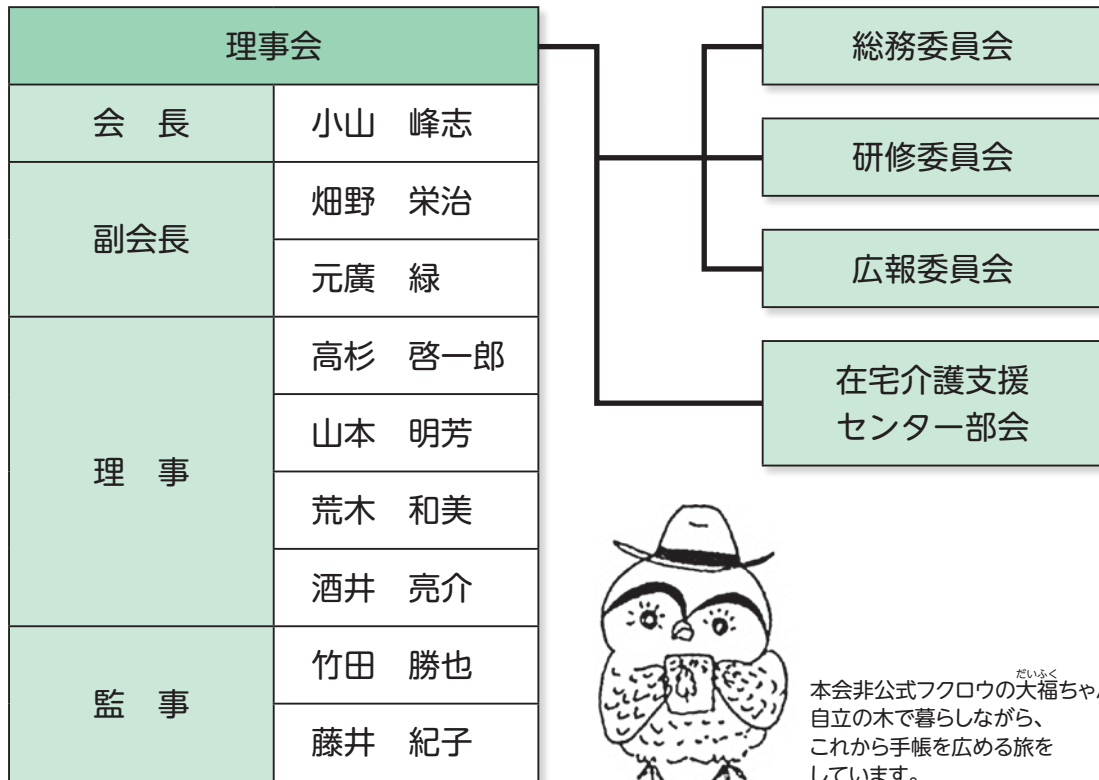 理事会
会　長
小山　峰志
副会長
畑野　栄治
元廣　緑
理　事
高杉　啓一郎
山本　明芳
荒木　和美
酒井　亮介
監　事
竹田　勝也
藤井　紀子
総務委員会
研修委員会
広報委員会
在宅介護支援
センター部会
だいふく
本会非公式フクロウの大福ちゃん
自立の木で暮らしながら、
これから手帳を広める旅を
しています。